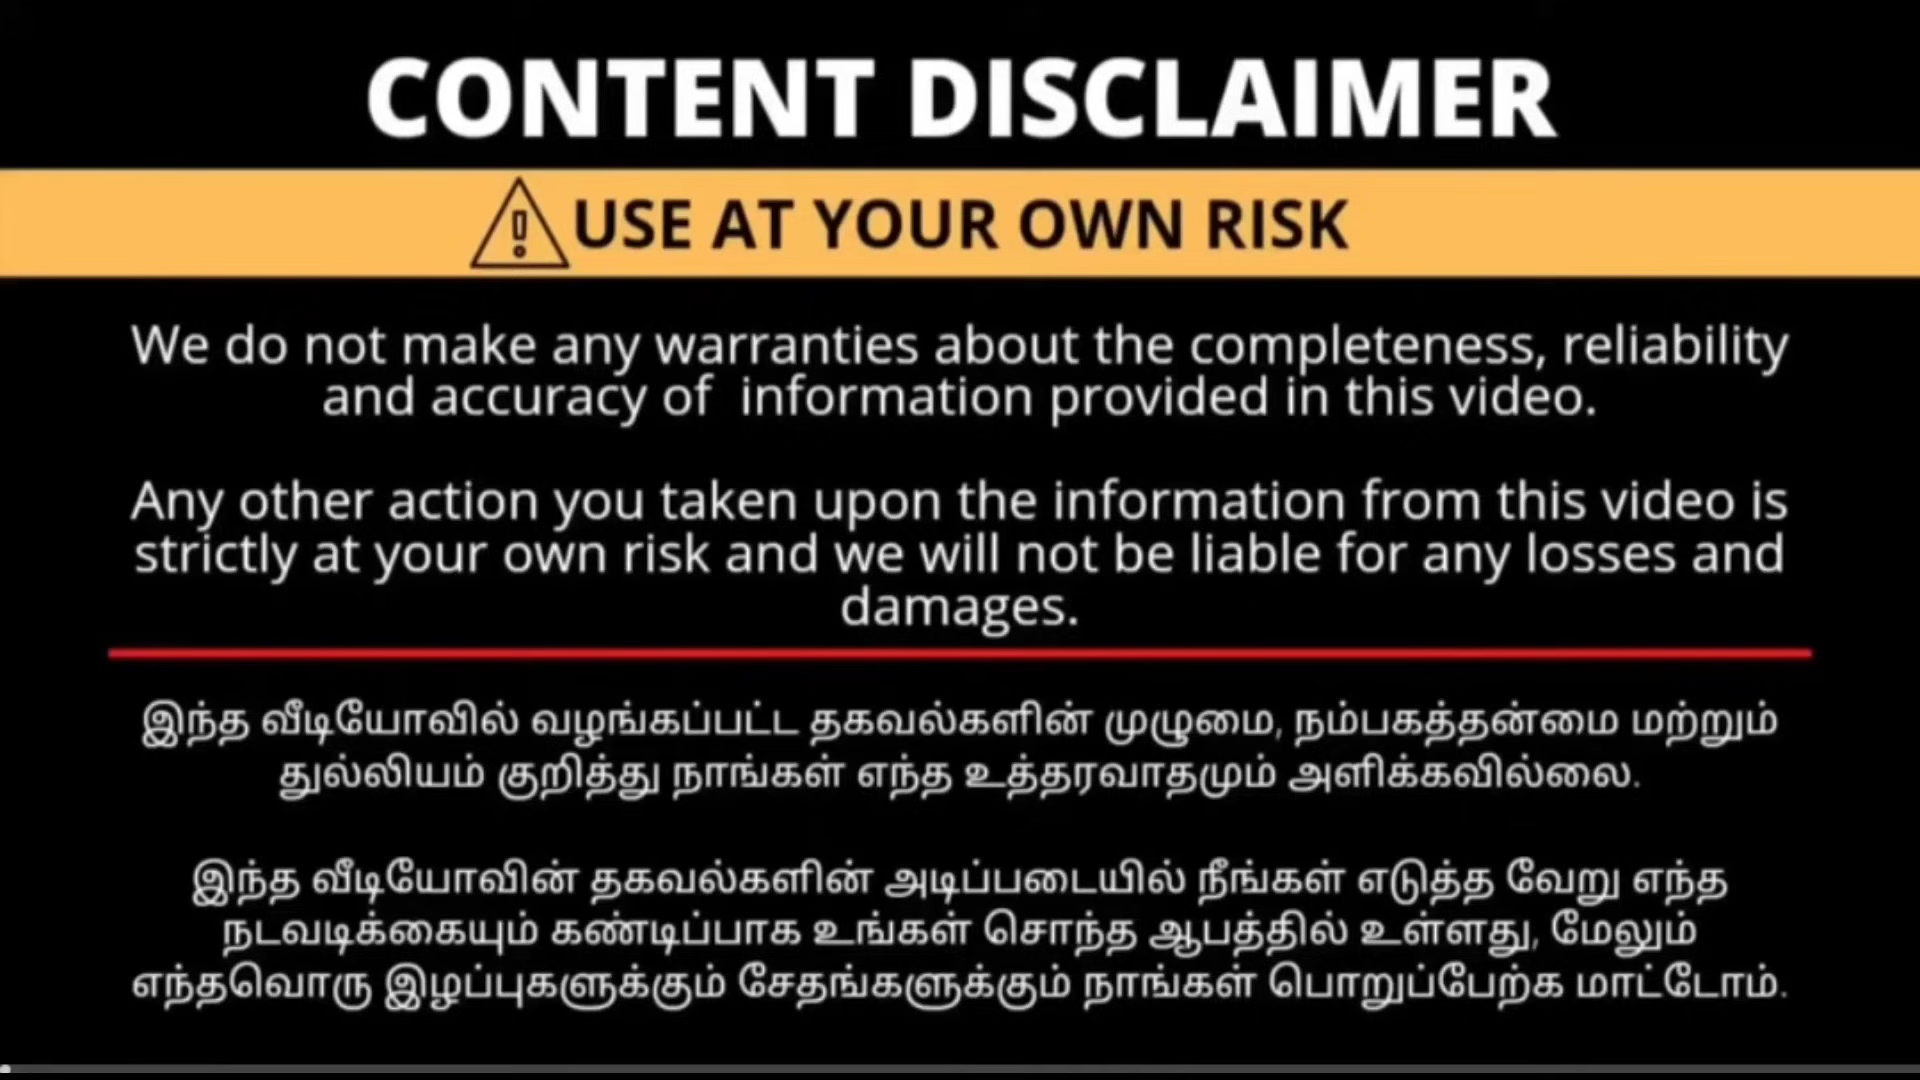 CONTENT DISCLAIMER
USE AT YOUR OWN RISK
We do not make any warranties about the completeness, reliability
and accuracy of information provided in this video.
Any other action you taken upon the information from this video is
strictly at your own risk and we will not be liable for any losses and
damages.
இந்த வீடியோவில் வழங்கப்பட்ட தகவல்களின் முழுமை, நம்பகத்தன்மை மற்றும்
துல்லியம் குறித்து நாங்கள் எந்த உத்தரவாதமும் அளிக்கவில்லை.
இந்த வீடியோவின் தகவல்களின் அடிப்படையில் நீங்கள் எடுத்த வேறு எந்த
நடவடிக்கையும் கண்டிப்பாக உங்கள் சொந்த ஆபத்தில் உள்ளது, மேலும்
எந்தவொரு இழப்புகளுக்கும் சேதங்களுக்கும் நாங்கள் பொறுப்பேற்க மாட்டோம்.